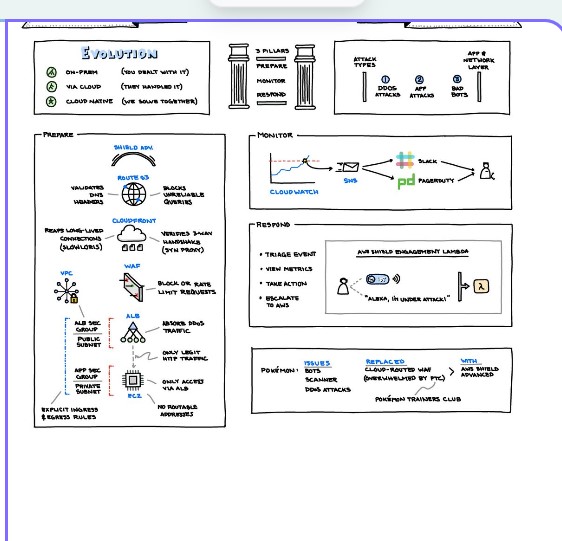 EVOLUTION
1 ON-PREM (YOU DEALT WITH IT)
2 VIA CLOUD (THEY HANDLED IT)
3 CLOUD NATIVE (WE SOLVE TOGETHER)
3 PILLARS
PREPARE
MONITOR
RESPOND
ATTACK
TYPES
APP &
NETWORK
LAYER
1 2 3
DDOS
ATTACKS
APP
ATTACKS
BAD
BOTS
PREPARE
SHIELD ADV.
ROUTE 53
VALIDATES
DNS
HEADERS
BLOCKS
UNRELIABLE
QUERIES
CLOUDFRONT
REAPS LONG-LIVED
CONNECTIONS
(SLOWLORIS)
VERIFIES 3-WAY
HANDSHAKE
(SYN PROXY)
VPC
WAF
BLOCK OR RATE
LIMIT REQUESTS
ALB SEC
GROUP
PUBLIC
SUBNET
ALB
ABSORB DDOS
TRAFFIC
ONLY LEGIT
HTTP TRAFFIC
APP SEC
GROUP
PRIVATE
SUBNET
EC2
ONLY ACCESS
VIA ALB
EXPLICIT INGRESS
& EGRESS RULES
NO ROUTABLE
ADDRESSES
MONITOR
CLOUDWATCH
SNS
SLACK
pd PAGERDUTY
RESPOND
• TRIAGE EVENT
• VIEW METRICS
• TAKE ACTION
• ESCALATE
TO AWS
AWS SHIELD ENGAGEMENT LAMBDA
"ALEXA, I'M UNDER ATTACK!"
λ
POKÉMON:
ISSUES
BOTS
SCANNER
DDOS ATTACKS
REPLACED
CLOUD-ROUTED WAF
(OVERWHELMED BY PTC)
POKÉMON TRAINERS CLUB
WITH
AWS SHIELD
ADVANCED